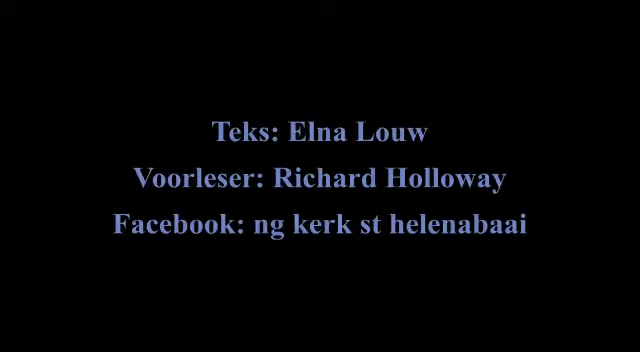 Teks: Elna Louw
Voorleser: Richard Holloway
Facebook: ng kerk st helenabaai